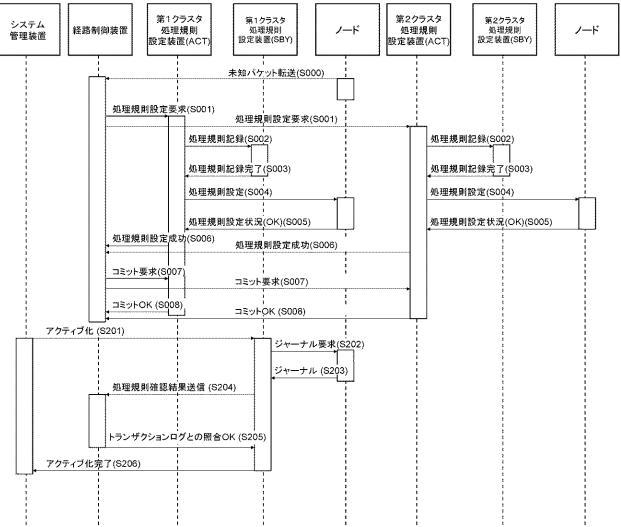 システム
管理装置
経路制御装置
第1クラスタ
処理規則
設定装置(ACT)
第1クラスタ
処理規則
設定装置(SBY)
ノード
第2クラスタ
処理規則
設定装置(ACT)
第2クラスタ
処理規則
設定装置(SBY)
ノード
未知パケット転送(S000)
処理規則設定要求(S001)
処理規則設定要求(S001)
処理規則記録(S002)
処理規則記録(S002)
処理規則記録完了(S003)
処理規則記録完了(S003)
処理規則設定(S004)
処理規則設定(S004)
処理規則設定状況(OK)(S005)
処理規則設定状況(OK)(S005)
処理規則設定成功(S006)
処理規則設定成功(S006)
コミット要求(S007)
コミット要求(S007)
コミットOK (S008)
コミットOK (S008)
アクティブ化 (S201)
ジャーナル要求(S202)
ジャーナル (S203)
処理規則確認結果送信 (S204)
トランザクションログとの照合OK (S205)
アクティブ化完了(S206)